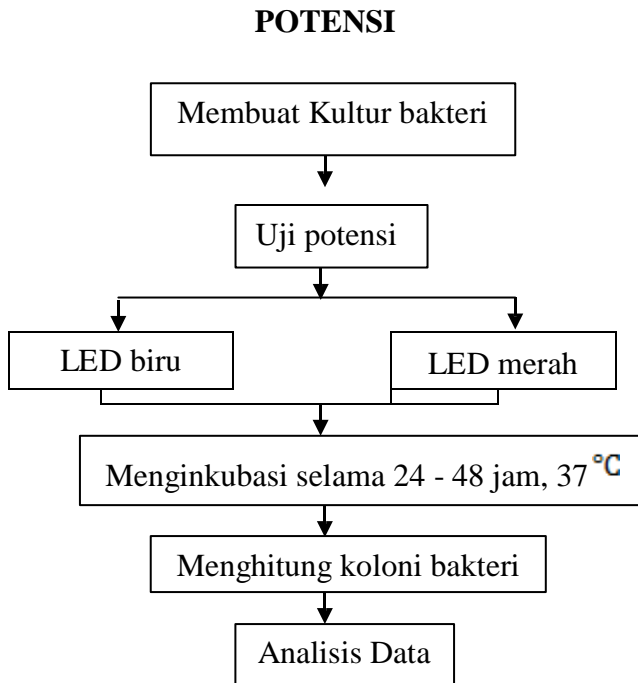 POTENSI
Membuat Kultur bakteri
Uji potensi
LED biru
LED merah
Menginkubasi selama 24 - 48 jam, 37 °C
Menghitung koloni bakteri
Analisis Data